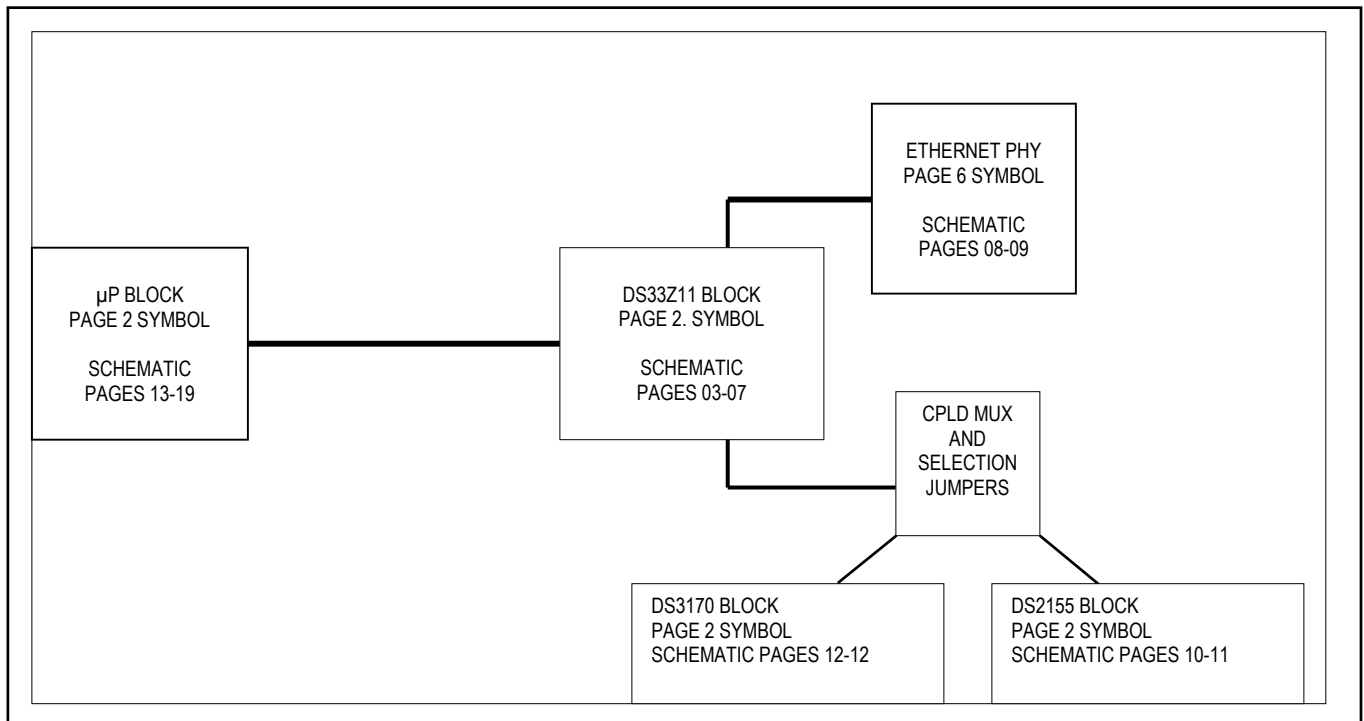 ETHERNET PHY
PAGE 6 SYMBOL
SCHEMATIC
PAGES 08-09
µP BLOCK
PAGE 2 SYMBOL
SCHEMATIC
PAGES 13-19
DS33Z11 BLOCK
PAGE 2. SYMBOL
SCHEMATIC
PAGES 03-07
CPLD MUX
AND
SELECTION
JUMPERS
DS3170 BLOCK
PAGE 2 SYMBOL
SCHEMATIC PAGES 12-12
DS2155 BLOCK
PAGE 2 SYMBOL
SCHEMATIC PAGES 10-11